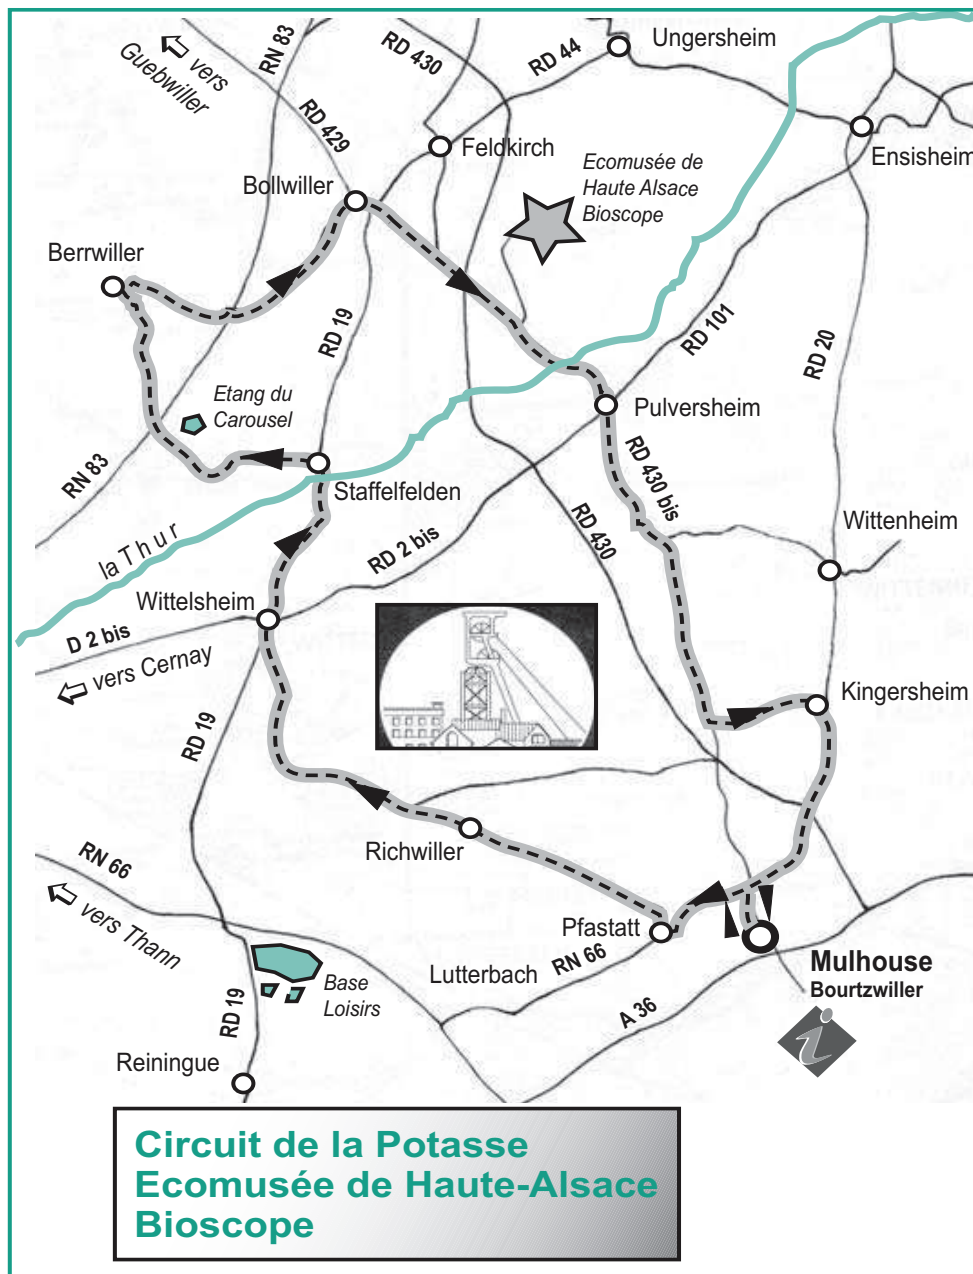 RN 83
RD 430
RD 44
Ungersheim
vers
Guebwiller
RD 429
Feldkirch
Ensisheim
Bollwiller
Ecomusée de
Haute Alsace
Bioscope
Berrwiller
RD 19
RD 101
RD 20
Etang du
Carousel
Pulversheim
RN 83
Staffelfelden
RD 430 bis
la Thur
RD 2 bis
RD 430
Wittenheim
Wittelsheim
D 2 bis
vers Cernay
Kingersheim
RD 19
Richwiller
RN 66
vers Thann
Pfastatt
Lutterbach
RN 66
Mulhouse
Bourtzwiller
Base
Loisirs
A 36
RD 19
i
Reiningue
Circuit de la Potasse
Ecomusée de Haute-Alsace
Bioscope